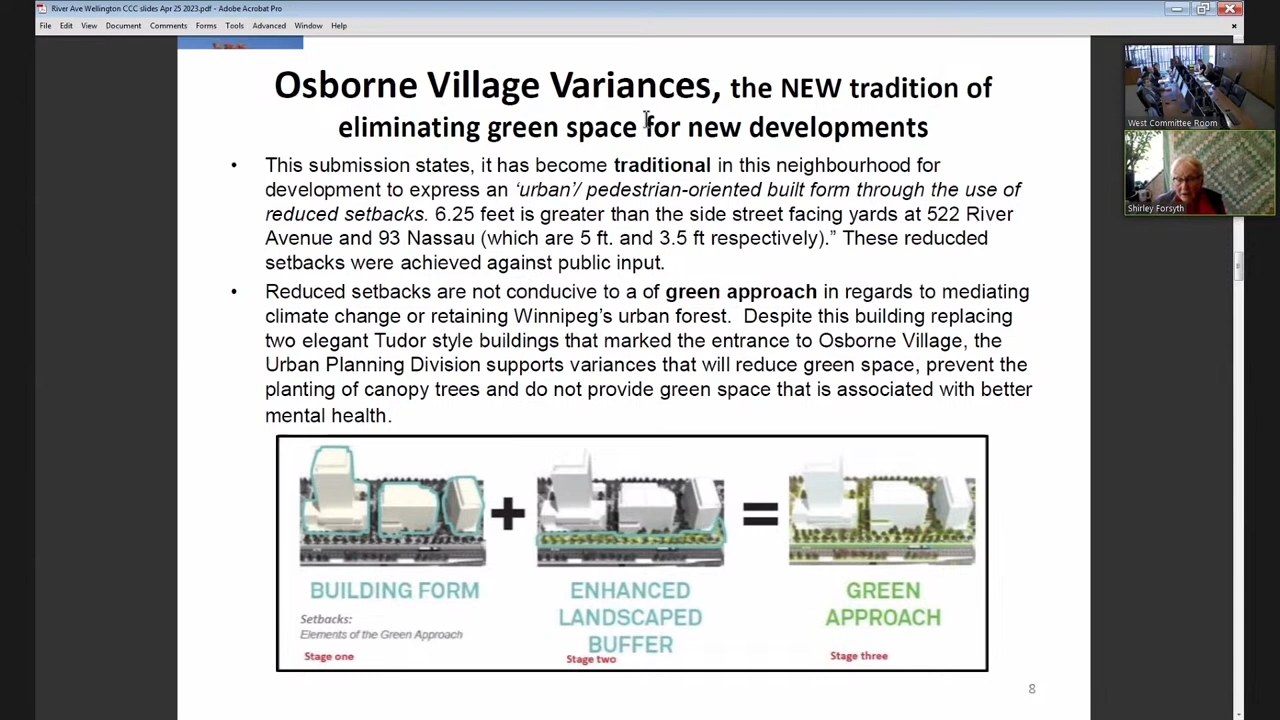 River Ave Wellington CCC slides Apr 25 2023.pdf - Adobe Acrobat Pro
File Edit View Document Comments Forms Tools Advanced Window Help
Osborne Village Variances, the NEW tradition of
eliminating green space for new developments
• This submission states, it has become traditional in this neighbourhood for
development to express an ‘urban’/ pedestrian-oriented built form through the use of
reduced setbacks. 6.25 feet is greater than the side street facing yards at 522 River
Avenue and 93 Nassau (which are 5 ft. and 3.5 ft respectively).” These reducded
setbacks were achieved against public input.
• Reduced setbacks are not conducive to a of green approach in regards to mediating
climate change or retaining Winnipeg’s urban forest. Despite this building replacing
two elegant Tudor style buildings that marked the entrance to Osborne Village, the
Urban Planning Division supports variances that will reduce green space, prevent the
planting of canopy trees and do not provide green space that is associated with better
mental health.
+ =
BUILDING FORM
Setbacks:
Elements of the Green Approach
Stage one
ENHANCED
LANDSCAPED
BUFFER
Stage two
GREEN
APPROACH
Stage three
8
West Committee Room
Shirley Forsyth